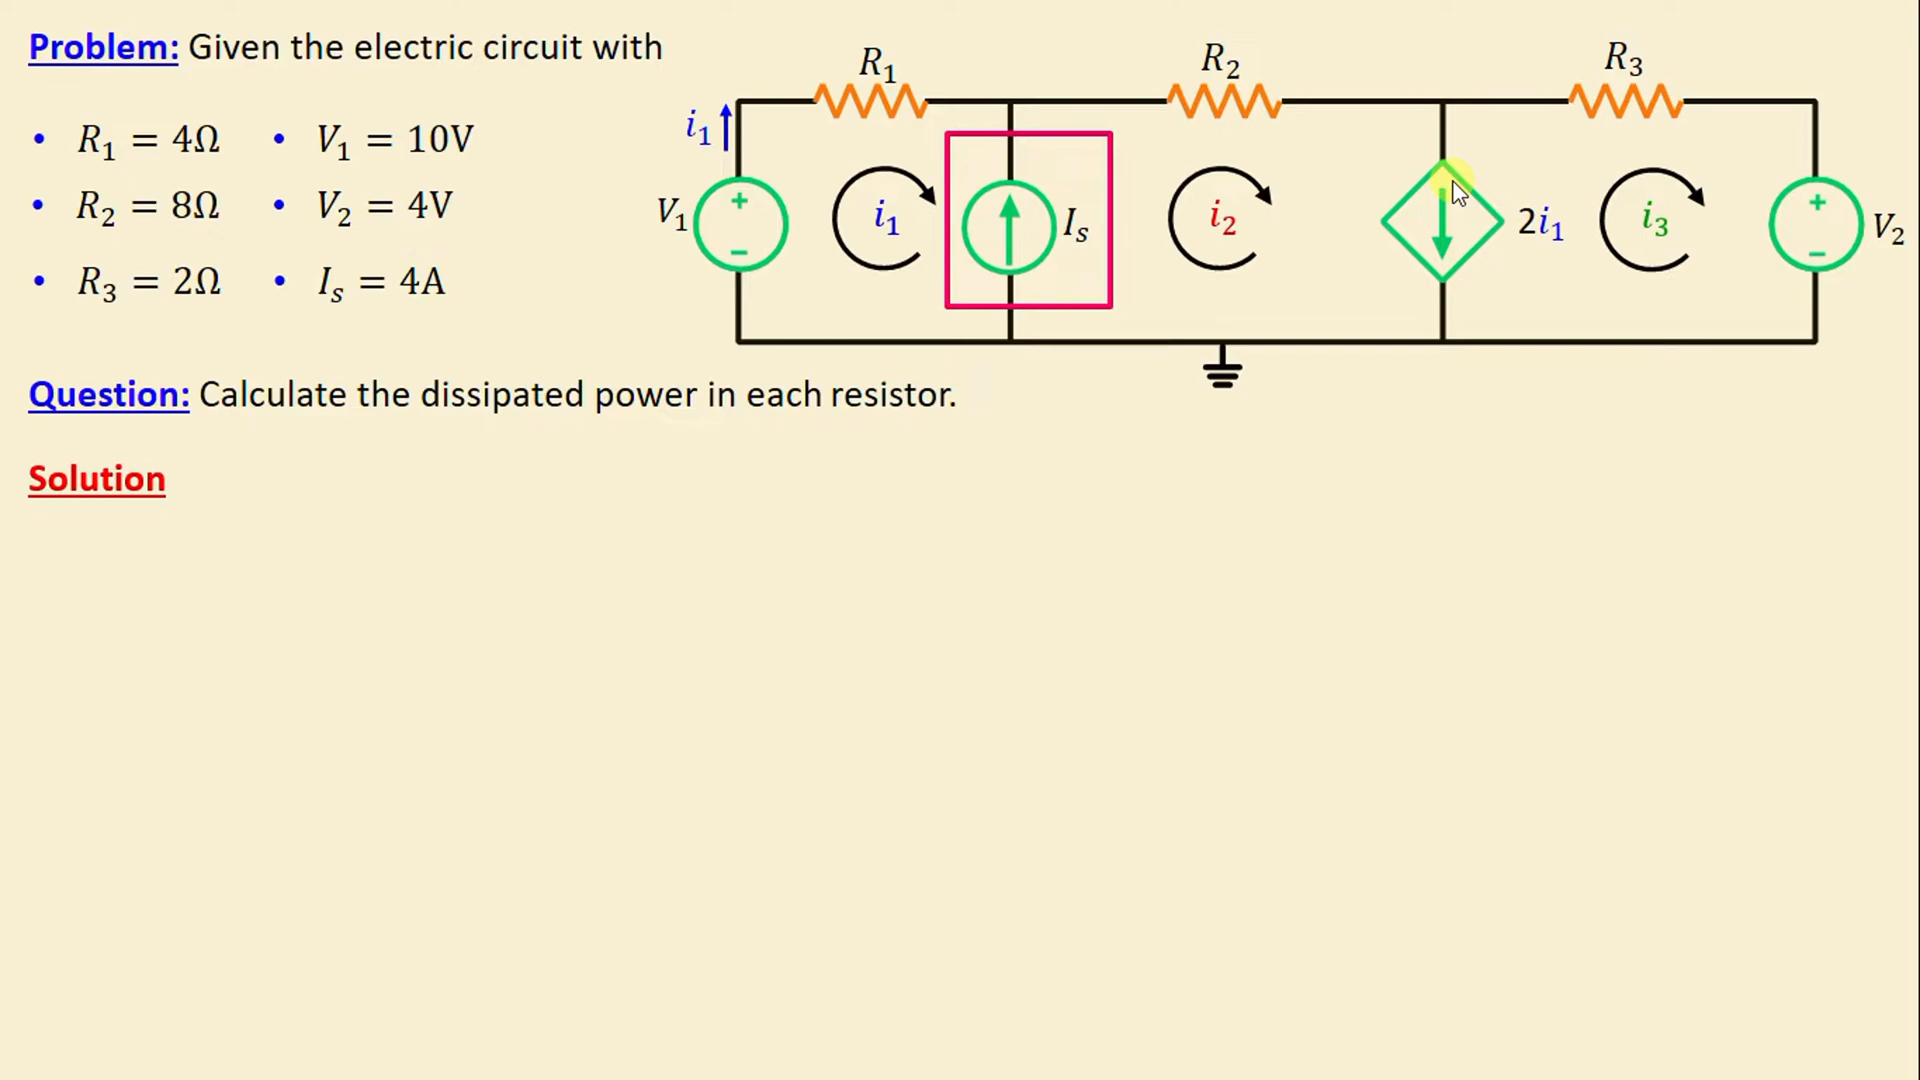 Problem: Given the electric circuit with
• R₁ = 4Ω • V₁ = 10V
• R₂ = 8Ω • V₂ = 4V
• R₃ = 2Ω • Iₛ = 4A
R₁
R₂
R₃
i₁
V₁
+
−
i₁
Iₛ
i₂
2i₁
i₃
+
−
V₂
Question: Calculate the dissipated power in each resistor.
Solution